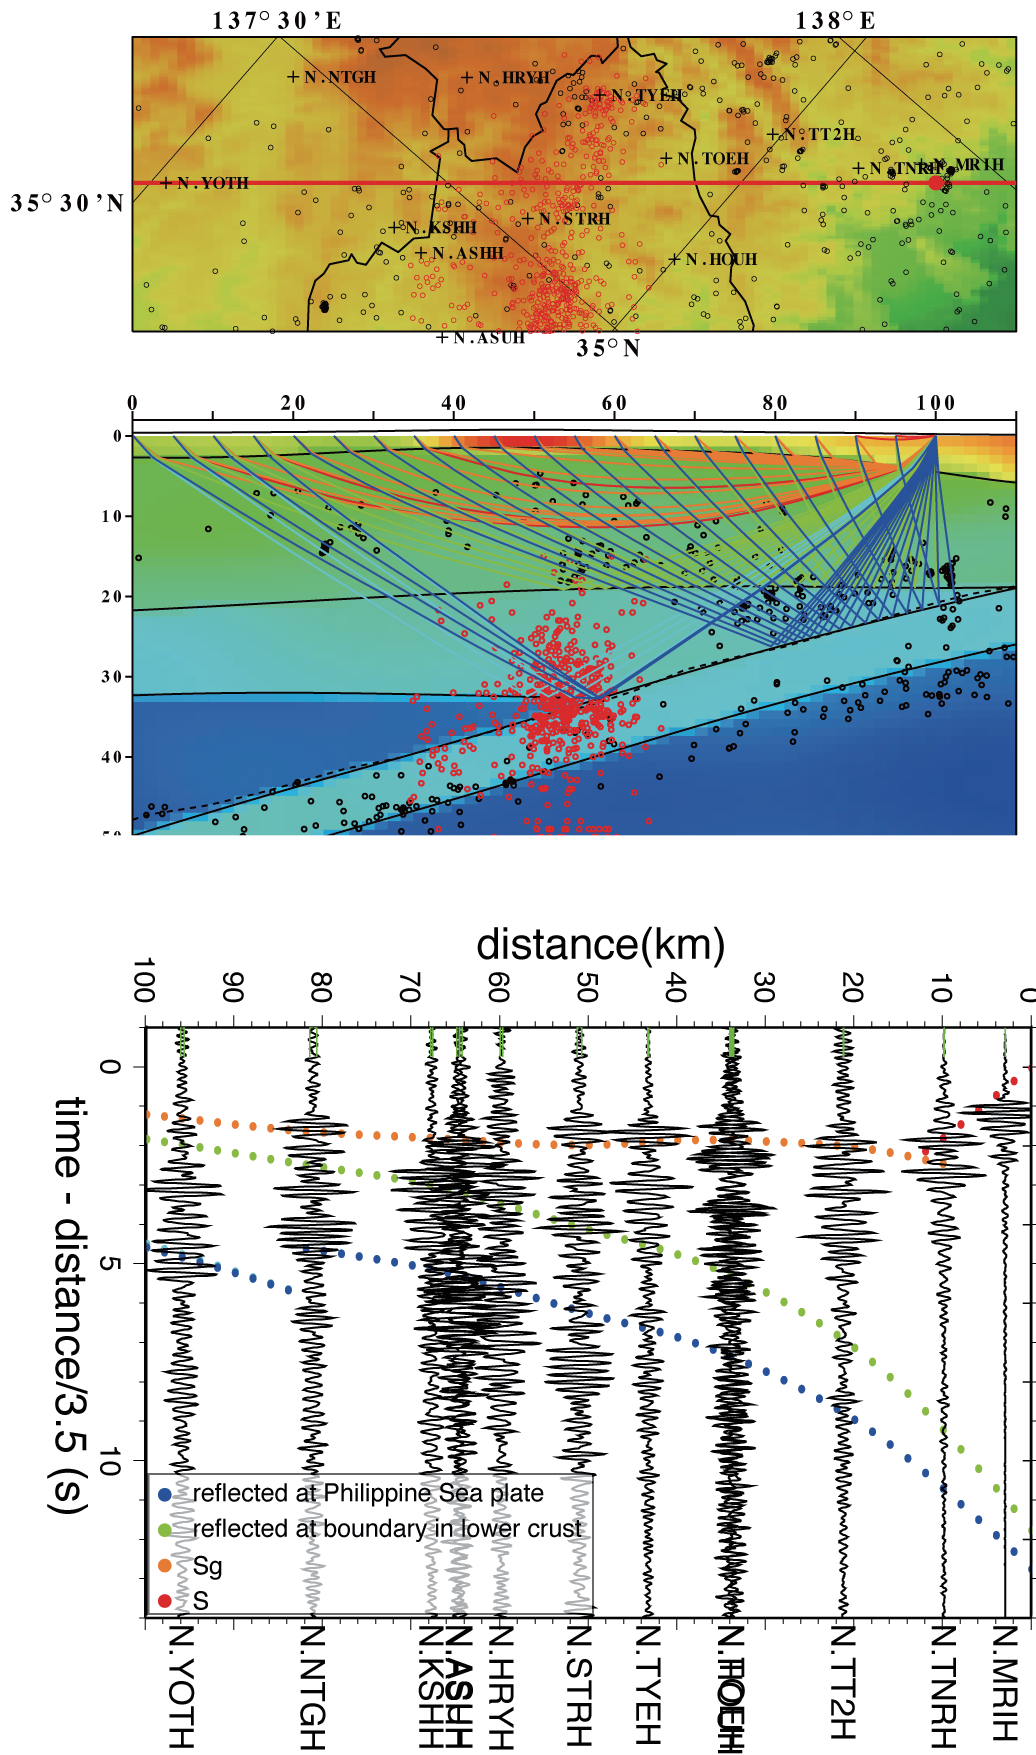 137°30'E
138°E
N.NTGH
N.HRYH
N.TYEH
N.TT2H
N.TOEH
N.TNRH
N.MRIH
N.YOTH
35°30'N
N.STRH
N.KSHH
N.ASHH
N.HOUH
N.ASUH
35°N
0 20 40 60 80 100
0
10
20
30
40
50
distance(km)
100 90 80 70 60 50 40 30 20 10 0
0
5
10
time - distance/3.5 (s)
reflected at Philippine Sea plate
reflected at boundary in lower crust
Sg
S
N.YOTH
N.NTGH
N.KSHH
N.ASUH
N.HRYH
N.STRH
N.TYEH
N.TT2H
N.TNRH
N.MRIH